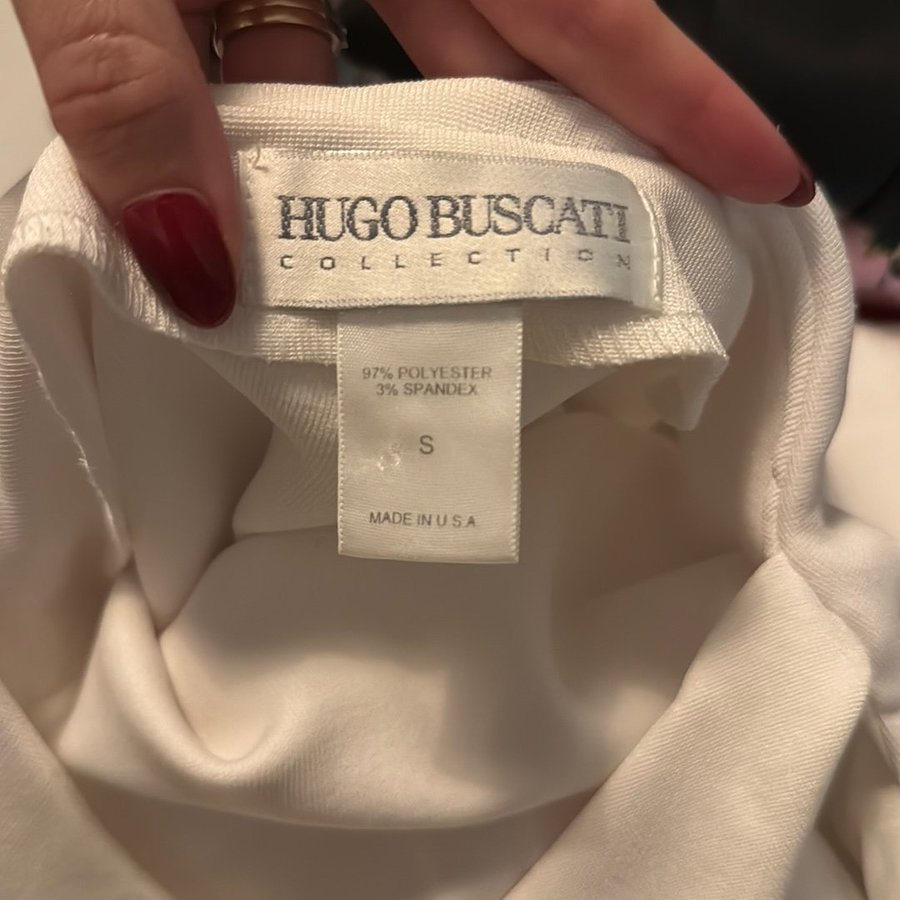 HUGO BUSCATI
COLLECTION
97% POLYESTER
3% SPANDEX
S
MADE IN U S A